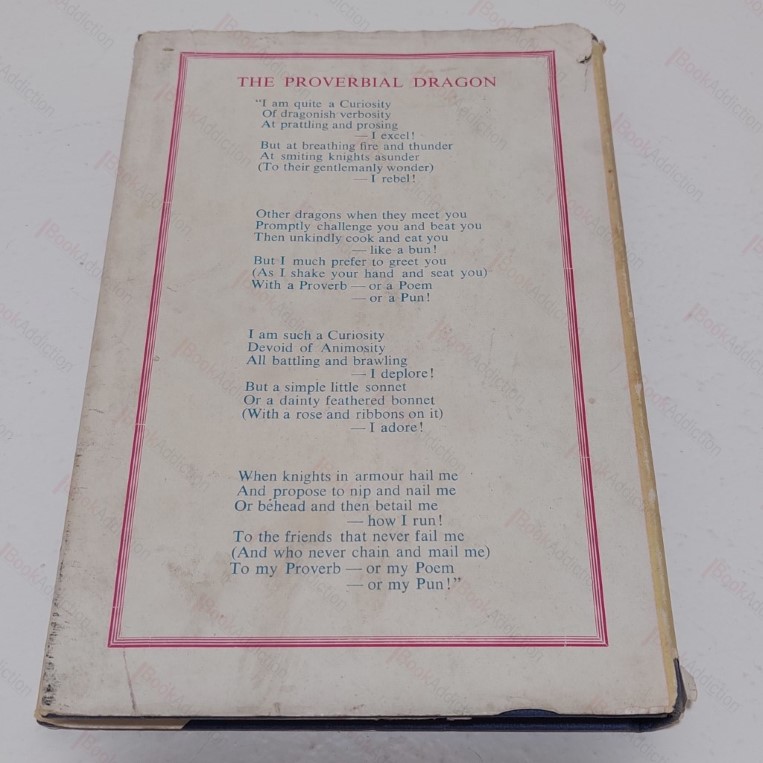 THE PROVERBIAL DRAGON
"I am quite a Curiosity
Of dragonish verbosity
At prattling and prosing
— I excel!
But at breathing fire and thunder
At smiting knights asunder
(To their gentlemanly wonder)
— I rebel!
Other dragons when they meet you
Promptly challenge you and beat you
Then unkindly cook and eat you
— like a bun!
But I much prefer to greet you
(As I shake your hand and seat you)
With a Proverb — or a Poem
— or a Pun!
I am such a Curiosity
Devoid of Animosity
All battling and brawling
— I deplore!
But a simple little sonnet
Or a dainty feathered bonnet
(With a rose and ribbons on it)
— I adore!
When knights in armour hail me
And propose to nip and nail me
Or behead and then betail me
— how I run!
To the friends that never fail me
(And who never chain and mail me)
To my Proverb — or my Poem
— or my Pun!"
BookAddiction